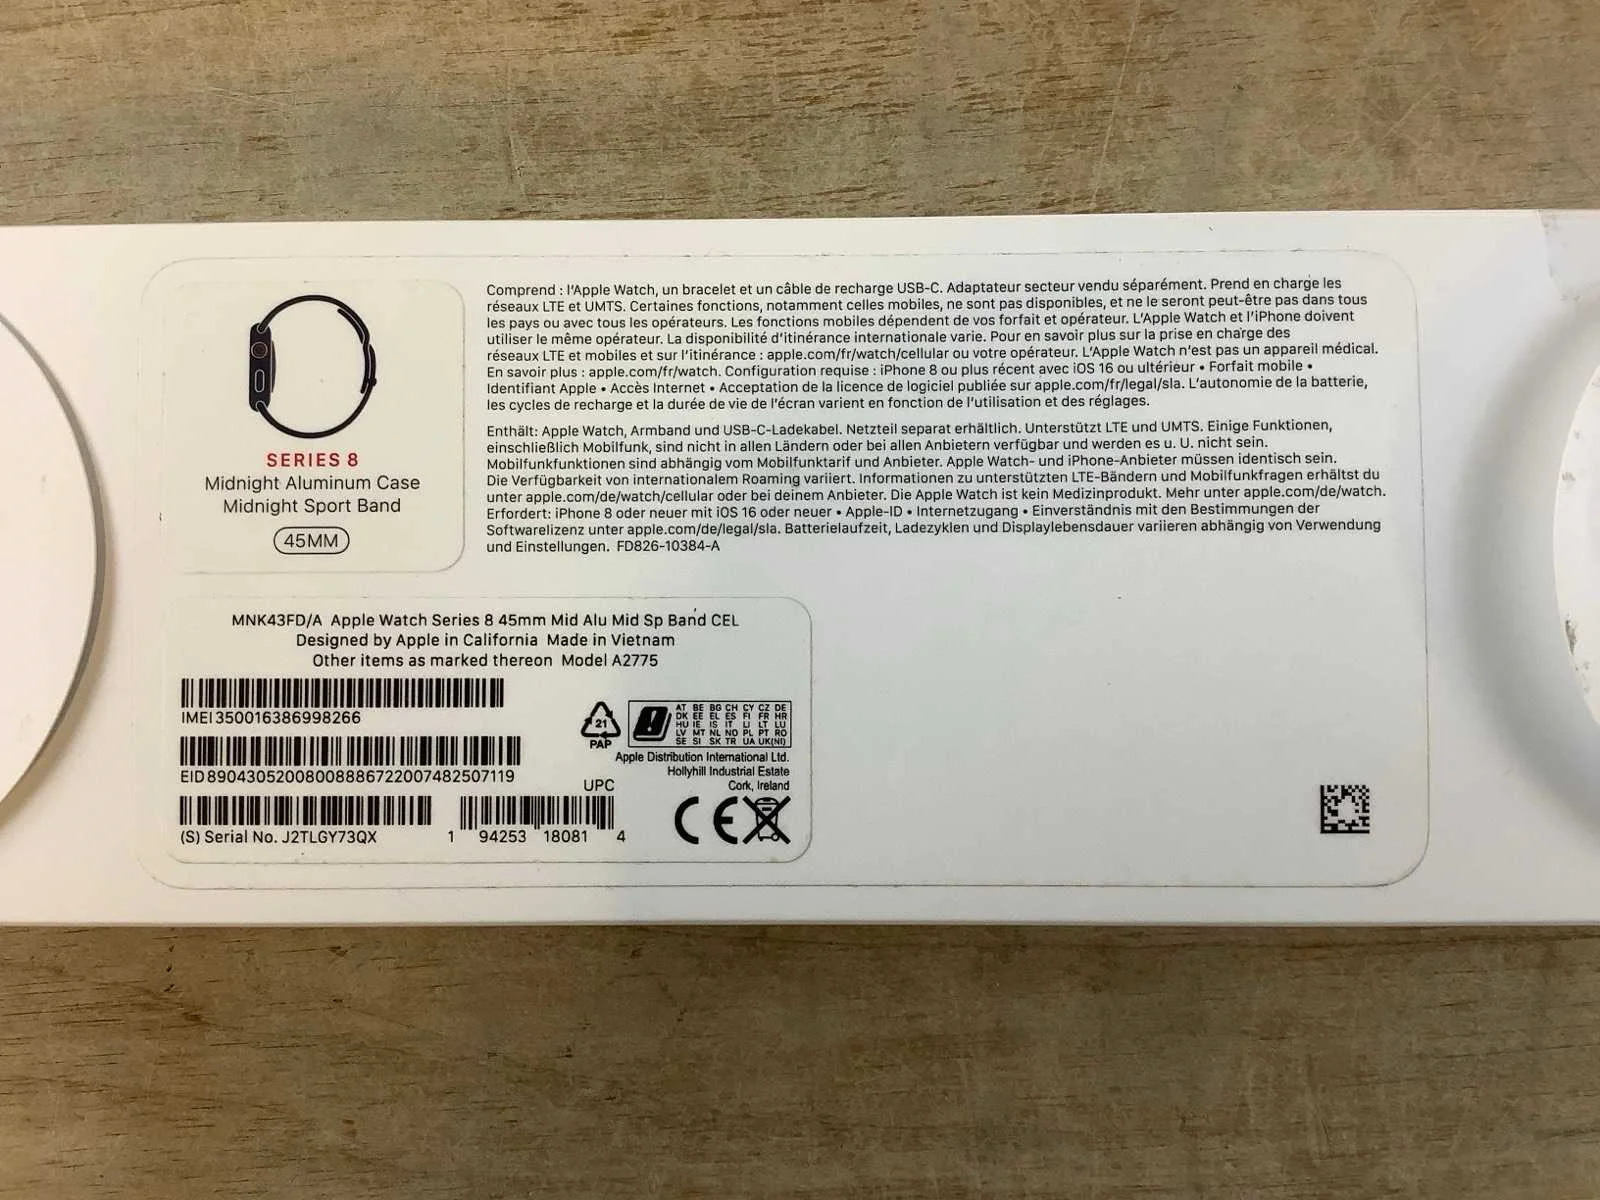 SERIES 8
Midnight Aluminum Case
Midnight Sport Band
45MM
Comprend : l'Apple Watch, un bracelet et un câble de recharge USB-C. Adaptateur secteur vendu séparément. Prend en charge les
réseaux LTE et UMTS. Certaines fonctions, notamment celles mobiles, ne sont pas disponibles, et ne le seront peut-être pas dans tous
les pays ou avec tous les opérateurs. Les fonctions mobiles dépendent de vos forfait et opérateur. L'Apple Watch et l'iPhone doivent
utiliser le même opérateur. La disponibilité d'itinérance internationale varie. Pour en savoir plus sur la prise en charge des
réseaux LTE et mobiles et sur l'itinérance : apple.com/fr/watch/cellular ou votre opérateur. L'Apple Watch n'est pas un appareil médical.
En savoir plus : apple.com/fr/watch. Configuration requise : iPhone 8 ou plus récent avec iOS 16 ou ultérieur • Forfait mobile •
Identifiant Apple • Accès Internet • Acceptation de la licence de logiciel publiée sur apple.com/fr/legal/sla. L'autonomie de la batterie,
les cycles de recharge et la durée de vie de l'écran varient en fonction de l'utilisation et des réglages.
Enthält: Apple Watch, Armband und USB-C-Ladekabel. Netzteil separat erhältlich. Unterstützt LTE und UMTS. Einige Funktionen,
einschließlich Mobilfunk, sind nicht in allen Ländern oder bei allen Anbietern verfügbar und werden es u. U. nicht sein.
Mobilfunkfunktionen sind abhängig vom Mobilfunktarif und Anbieter. Apple Watch- und iPhone-Anbieter müssen identisch sein.
Die Verfügbarkeit von internationalem Roaming variiert. Informationen zu unterstützten LTE-Bändern und Mobilfunkfragen erhältst du
unter apple.com/de/watch/cellular oder bei deinem Anbieter. Die Apple Watch ist kein Medizinprodukt. Mehr unter apple.com/de/watch.
Erfordert: iPhone 8 oder neuer mit iOS 16 oder neuer • Apple-ID • Internetzugang • Einverständnis mit den Bestimmungen der
Softwarelizenz unter apple.com/de/legal/sla. Batterielaufzeit, Ladezyklen und Displaylebensdauer variieren abhängig von Verwendung
und Einstellungen. FD826-10384-A
MNK43FD/A Apple Watch Series 8 45mm Mid Alu Mid Sp Band CEL
Designed by Apple in California Made in Vietnam
Other items as marked thereon Model A2775
IMEI 350016386998266
EID 89043052008008886722007482507119
(S) Serial No. J2TLGY73QX
UPC
1 94253 18081 4
21
PAP
AT BE BG CH CY CZ DE
DK EE EL ES FI FR HR
HU IE IS IT LI LT LU
LV MT NL NO PL PT RO
SE SI SK TR UA UK(NI)
Apple Distribution International Ltd.
Hollyhill Industrial Estate
Cork, Ireland
CE